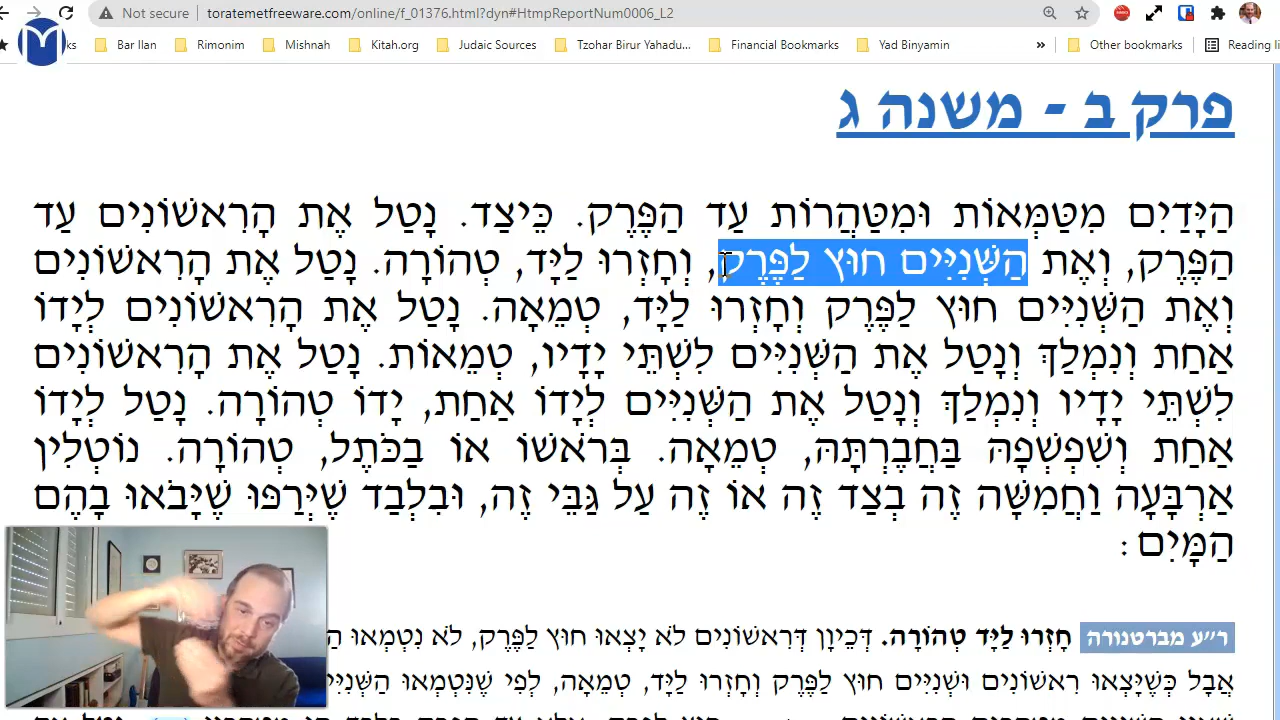 Not secure toratemetfreeware.com/online/f_01376.html?dyn#HtmpReportNum0006_L2
ks Bar Ilan Rimonim Mishnah Kitah.org Judaic Sources Tzohar Birur Yahadu... Financial Bookmarks Yad Binyamin » Other bookmarks Reading li
פרק ב - משנה ג
הַיָּדַיִם מִטַּמְּאוֹת וּמִטַּהֲרוֹת עַד הַפֶּרֶק. כֵּיצַד. נָטַל אֶת הָרִאשׁוֹנִים עַד
הַפֶּרֶק, וְאֶת הַשְּׁנִיִּים חוּץ לַפֶּרֶק, וְחָזְרוּ לַיָּד, טְהוֹרָה. נָטַל אֶת הָרִאשׁוֹנִים
וְאֶת הַשְּׁנִיִּים חוּץ לַפֶּרֶק וְחָזְרוּ לַיָּד, טְמֵאָה. נָטַל אֶת הָרִאשׁוֹנִים לְיָדוֹ
אַחַת וְנִמְלַךְ וְנָטַל אֶת הַשְּׁנִיִּים לִשְׁתֵּי יָדָיו, טְמֵאוֹת. נָטַל אֶת הָרִאשׁוֹנִים
לִשְׁתֵּי יָדָיו וְנִמְלַךְ וְנָטַל אֶת הַשְּׁנִיִּים לְיָדוֹ אַחַת, יָדוֹ טְהוֹרָה. נָטַל לְיָדוֹ
אַחַת וְשִׁפְשְׁפָהּ בַּחֲבֶרְתָּהּ, טְמֵאָה. בְּרֹאשׁוֹ אוֹ בַכֹּתֶל, טְהוֹרָה. נוֹטְלִין
אַרְבָּעָה וַחֲמִשָּׁה זֶה בְצַד זֶה אוֹ זֶה עַל גַּבֵּי זֶה, וּבִלְבַד שֶׁיְּרַפּוּ שֶׁיָּבֹאוּ בָהֶם
הַמָּיִם:
ר״ע מברטנורה חָזְרוּ לַיָּד טְהוֹרָה. דְּכֵיוָן דְּרִאשׁוֹנִים לֹא יָצְאוּ חוּץ לַפֶּרֶק, לֹא נִטְמְאוּ
אֲבָל כְּשֶׁיָּצְאוּ רִאשׁוֹנִים וּשְׁנִיִּים חוּץ לַפֶּרֶק וְחָזְרוּ לַיָּד, טְמֵאָה, לְפִי שֶׁנִּטְמְאוּ